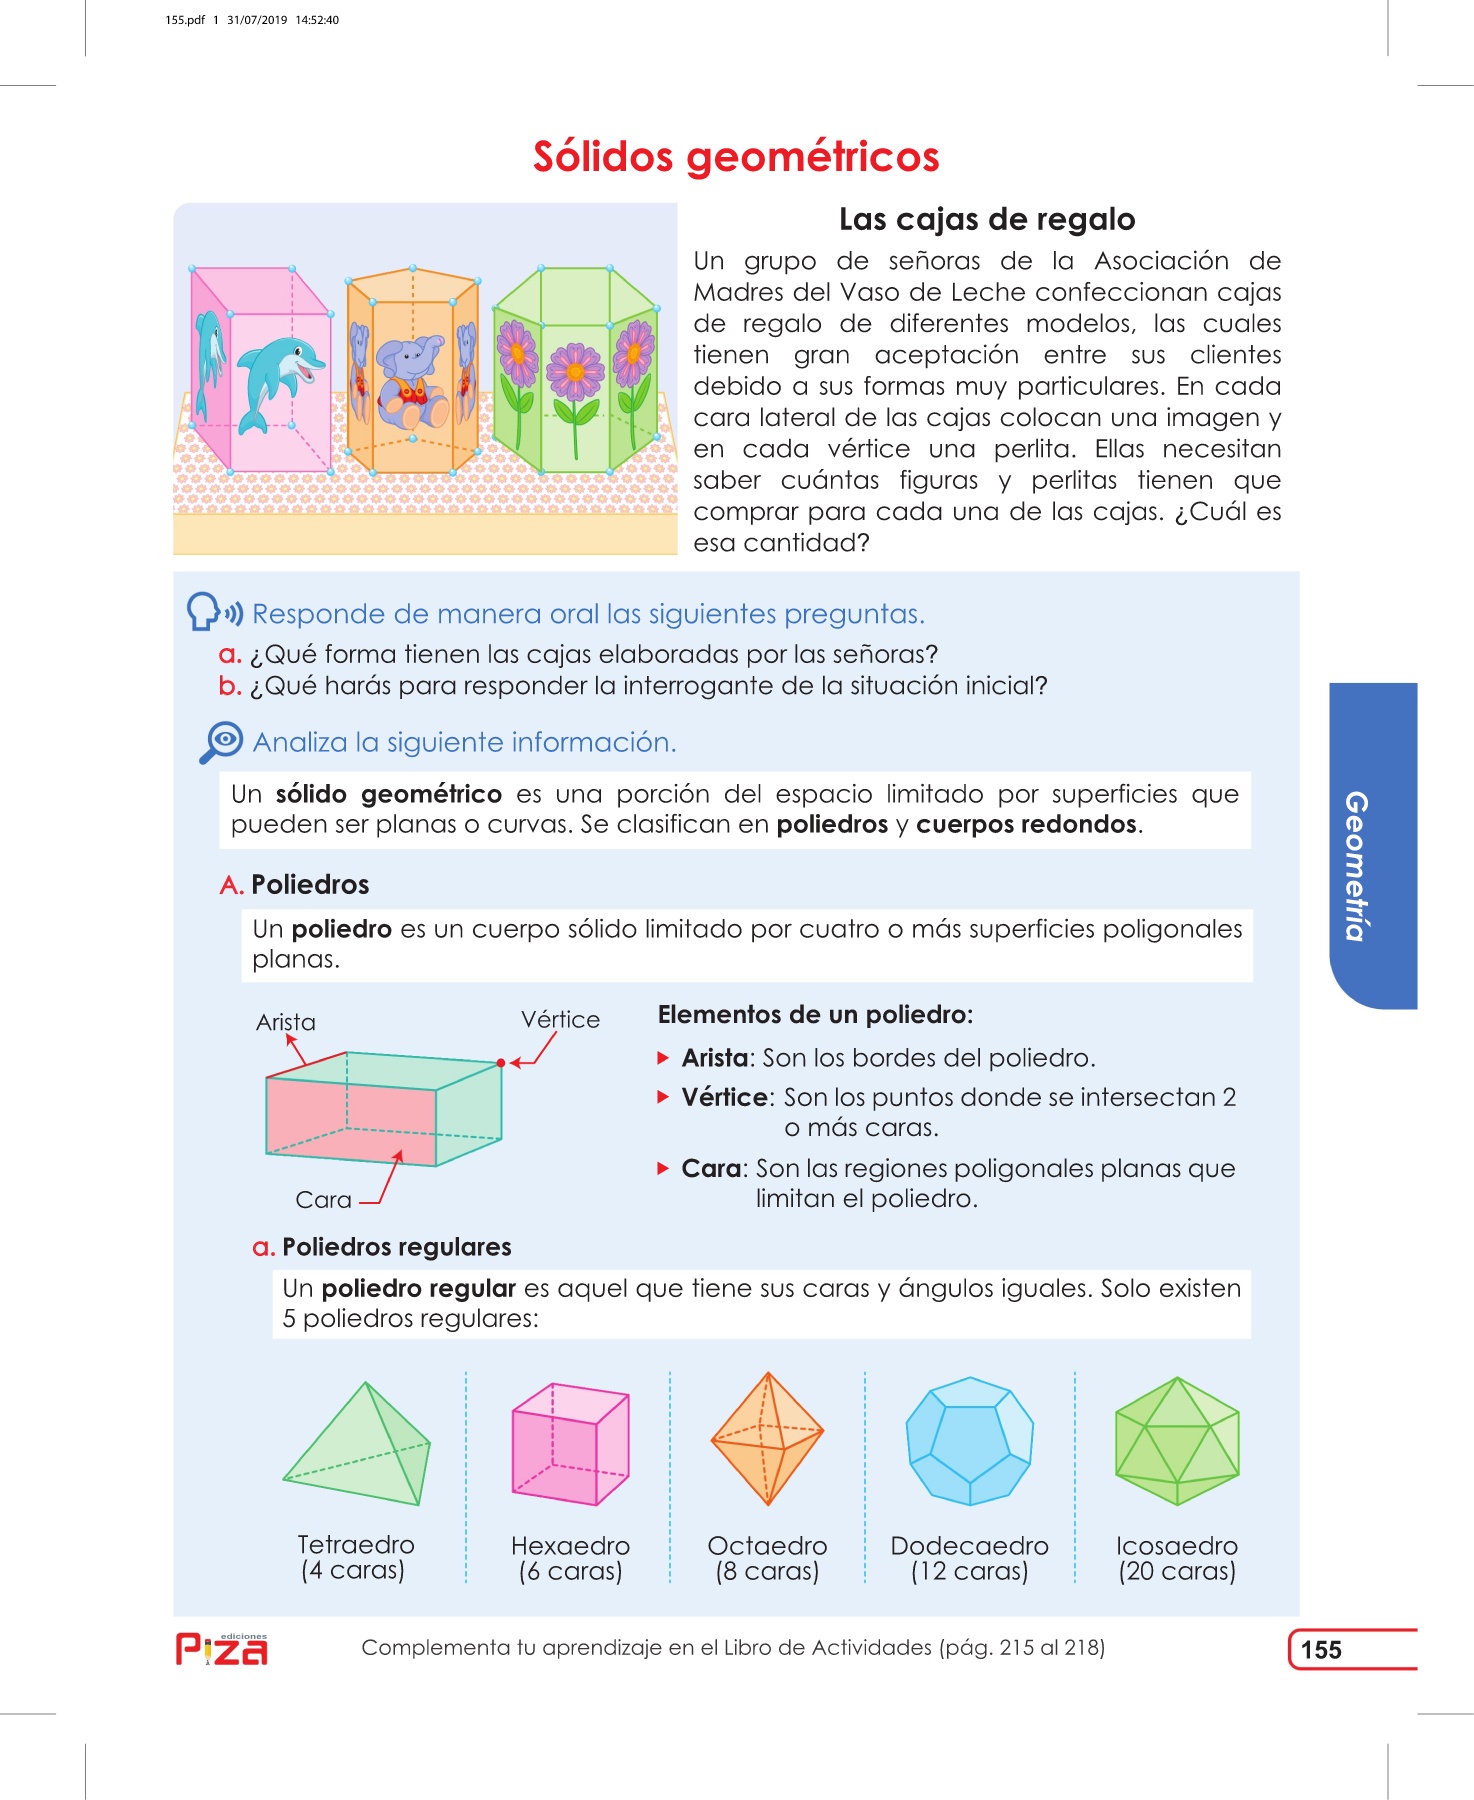 155.pdf 1 31/07/2019 14:52:40
Sólidos geométricos
Las cajas de regalo
Un grupo de señoras de la Asociación de
Madres del Vaso de Leche confeccionan cajas
de regalo de diferentes modelos, las cuales
tienen gran aceptación entre sus clientes
debido a sus formas muy particulares. En cada
cara lateral de las cajas colocan una imagen y
en cada vértice una perlita. Ellas necesitan
saber cuántas figuras y perlitas tienen que
comprar para cada una de las cajas. ¿Cuál es
esa cantidad?
Responde de manera oral las siguientes preguntas.
a. ¿Qué forma tienen las cajas elaboradas por las señoras?
b. ¿Qué harás para responder la interrogante de la situación inicial?
Analiza la siguiente información.
Un sólido geométrico es una porción del espacio limitado por superficies que
pueden ser planas o curvas. Se clasifican en poliedros y cuerpos redondos.
A. Poliedros
Un poliedro es un cuerpo sólido limitado por cuatro o más superficies poligonales
planas.
Arista
Vértice
Cara
Elementos de un poliedro:
Arista: Son los bordes del poliedro.
Vértice: Son los puntos donde se intersectan 2
o más caras.
Cara: Son las regiones poligonales planas que
limitan el poliedro.
a. Poliedros regulares
Un poliedro regular es aquel que tiene sus caras y ángulos iguales. Solo existen
5 poliedros regulares:
Tetraedro
(4 caras)
Hexaedro
(6 caras)
Octaedro
(8 caras)
Dodecaedro
(12 caras)
Icosaedro
(20 caras)
Geometría
ediciones
Piza
Complementa tu aprendizaje en el Libro de Actividades (pág. 215 al 218)
155